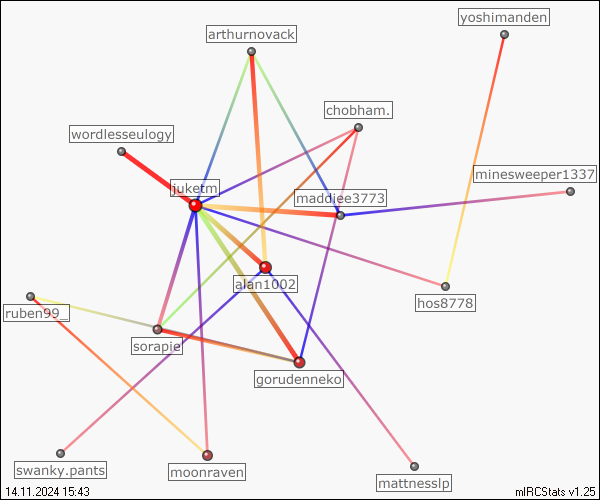 yoshimanden
arthurnovack
chobham.
wordlesseulogy
minesweeper1337
juketm
maddiee3773
alan1002
hos8778
ruben99_
sorapie
gorudenneko
swanky.pants
moonraven
mattnesslp
14.11.2024 15:43
mIRCStats v1.25